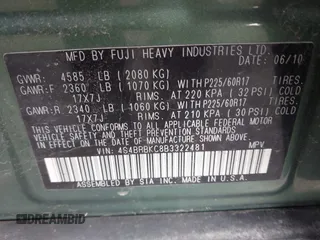 MFD BY FUJI HEAVY INDUSTRIES LTD.
DATE: 06/10
GVWR: 4585 LB ( 2080 KG)
GAWR:F 2360 LB ( 1070 KG) WITH P225/60R17 TIRES,
17X7J RIMS, AT 220 KPA ( 32 PSI) COLD
GAWR:R 2340 LB ( 1060 KG) WITH P225/60R17 TIRES,
17X7J RIMS, AT 210 KPA ( 30 PSI) COLD
THIS VEHICLE CONFORMS TO ALL APPLICABLE FEDERAL MOTOR
VEHICLE SAFETY AND THEFT PREVENTION STANDARDS IN
EFFECT ON THE DATE OF MANUFACTURE SHOWN ABOVE.
VIN: 4S4BRBKC8B3322481 MPV
ASSEMBLED BY SIA INC. MADE IN U.S.A.
© DREAMBID